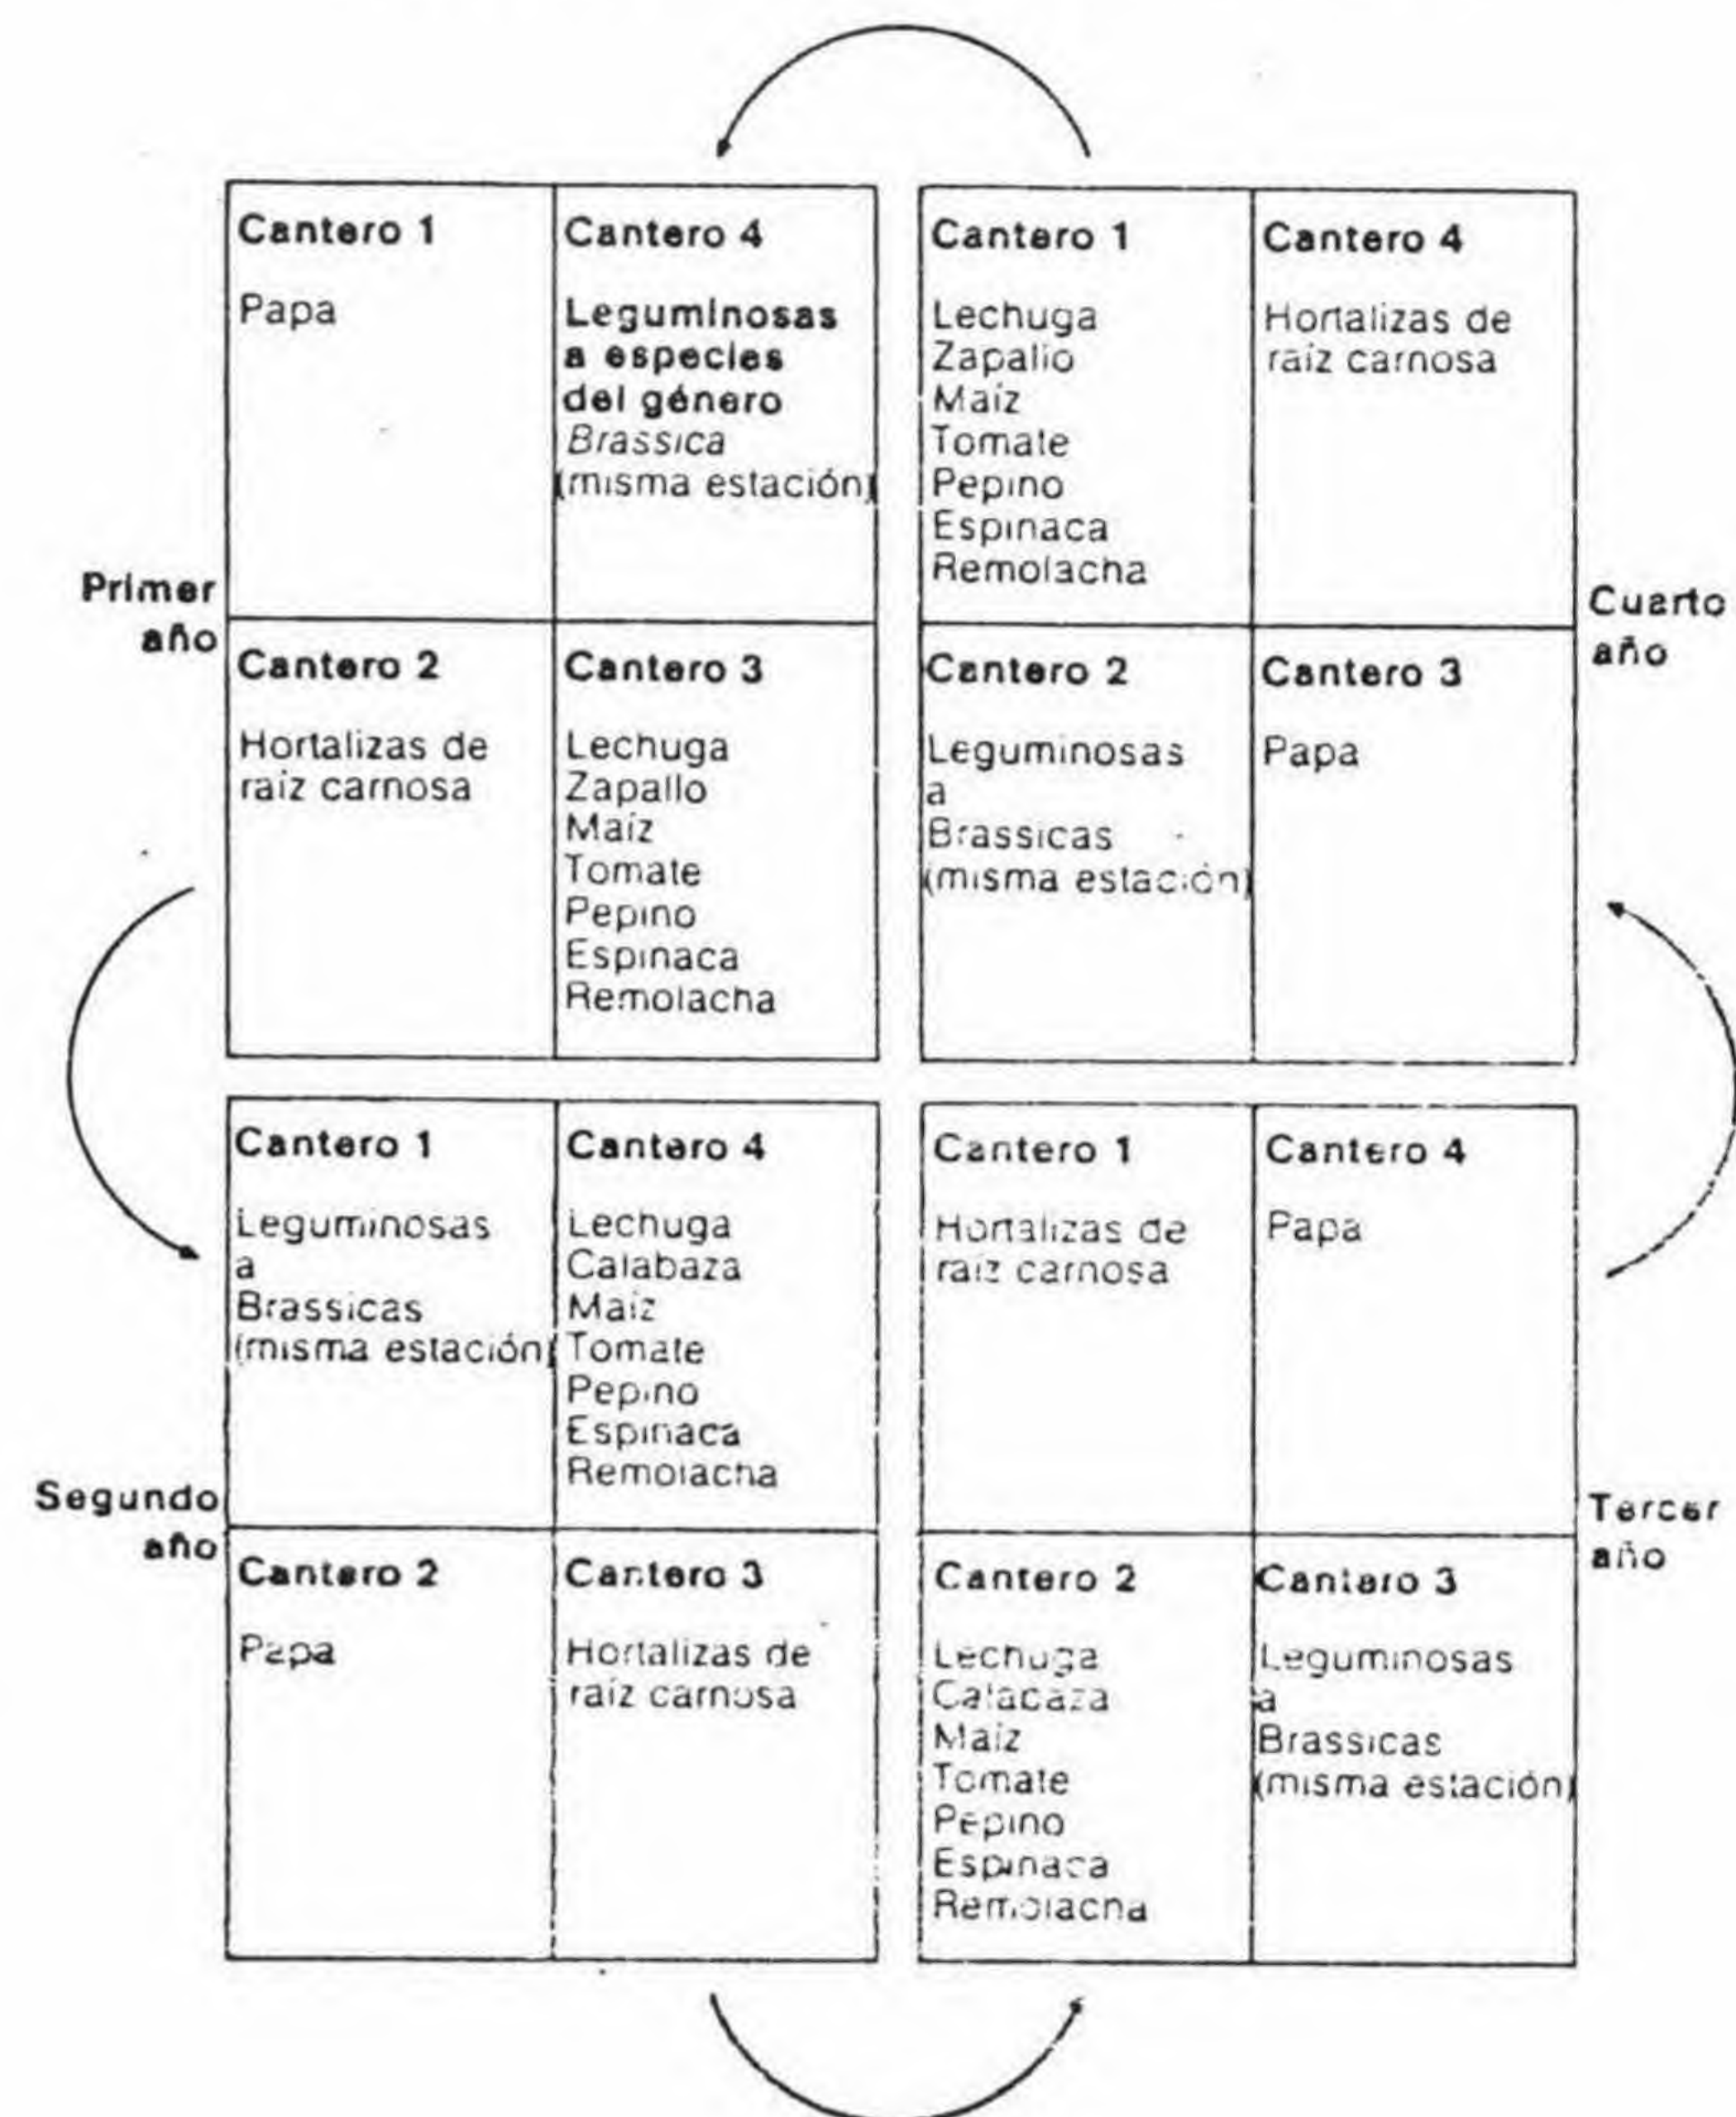 Primer
año
Cantero 1
Papa
Cantero 4
Leguminosas
a especies
del género
Brassica
(misma estación)
Cantero 2
Hortalizas de
raíz carnosa
Cantero 3
Lechuga
Zapallo
Maíz
Tomate
Pepino
Espinaca
Remolacha
Cuarto
año
Cantero 1
Lechuga
Zapallo
Maíz
Tomate
Pepino
Espinaca
Remolacha
Cantero 4
Hortalizas de
raíz carnosa
Cantero 2
Leguminosas
a
Brassicas
(misma estación)
Cantero 3
Papa
Segundo
año
Cantero 1
Leguminosas
a
Brassicas
(misma estación)
Cantero 4
Lechuga
Calabaza
Maíz
Tomate
Pepino
Espinaca
Remolacha
Cantero 2
Papa
Cantero 3
Hortalizas de
raíz carnosa
Tercer
año
Cantero 1
Hortalizas de
raíz carnosa
Cantero 4
Papa
Cantero 2
Lechuga
Calabaza
Maíz
Tomate
Pepino
Espinaca
Remolacha
Cantero 3
Leguminosas
a
Brassicas
(misma estación)